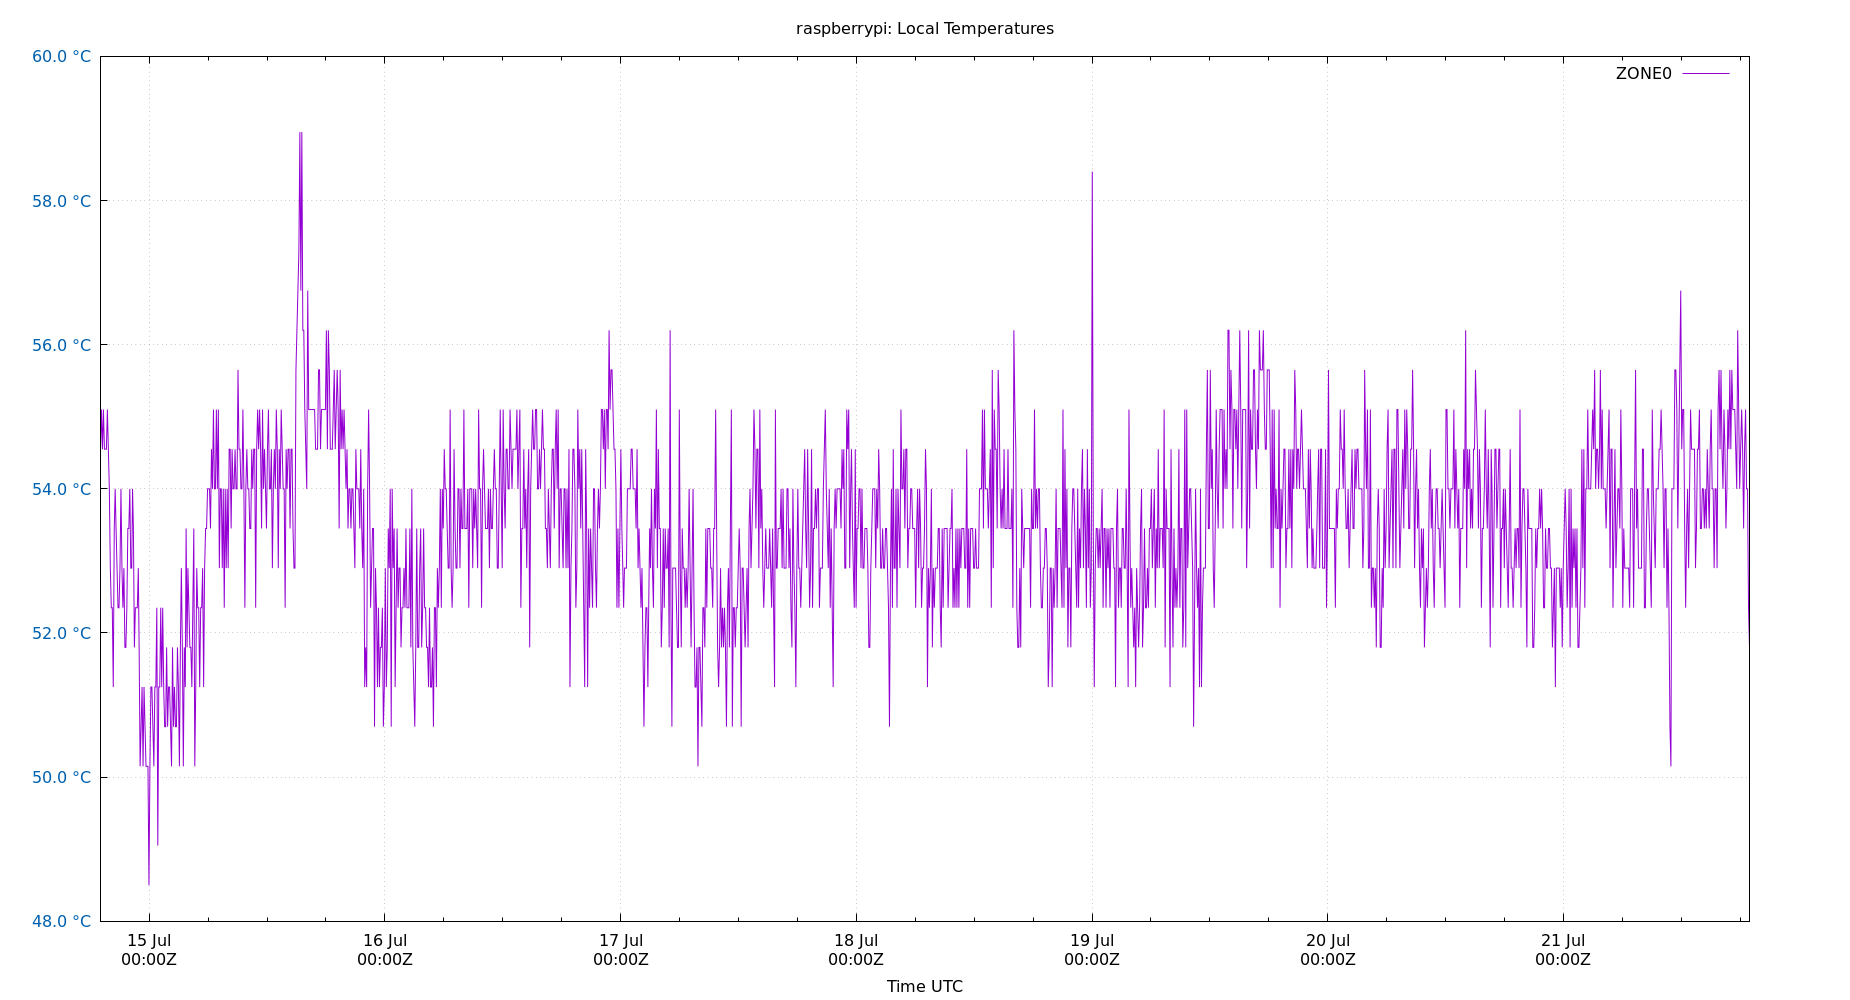 raspberrypi: Local Temperatures
60.0 °C
ZONE0
58.0 °C
56.0 °C
54.0 °C
52.0 °C
50.0 °C
48.0 °C
15 Jul 16 Jul 17 Jul 18 Jul 19 Jul 20 Jul 21 Jul
00:00Z 00:00Z 00:00Z 00:00Z 00:00Z 00:00Z 00:00Z
Time UTC